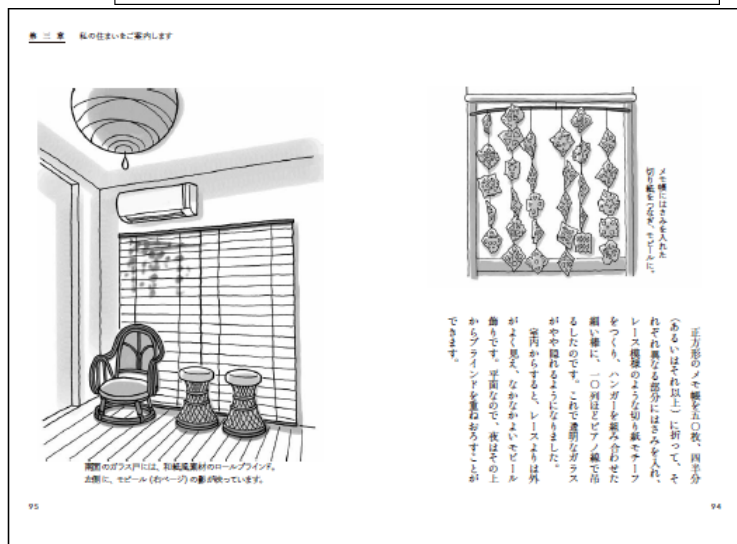 第三章 私の住まいをご案内します
メモ帳にはさみを入れた
切り紙をつなぎ、モビールに。
正方形のメモ帳を五〇枚、四半分
(あるいはそれ以上)に折って、そ
れぞれ異なる部分にはさみを入れ、
レース模様のような切り紙モチーフ
をつくり、ハンガーを組み合わせた
細い棒に、一〇列ほどピアノ線で吊
るしたのです。これで透明なガラス
がやや隠れるようになりました。
室内からすると、レースよりは外
がよく見え、なかなかよいモビール
飾りです。平面なので、夜はその上
からブラインドを重ねおろすことが
できます。
94
南面のガラス戸には、和紙風素材のロールブラインド。
左側に、モビール(右ページ)の影が映っています。
95